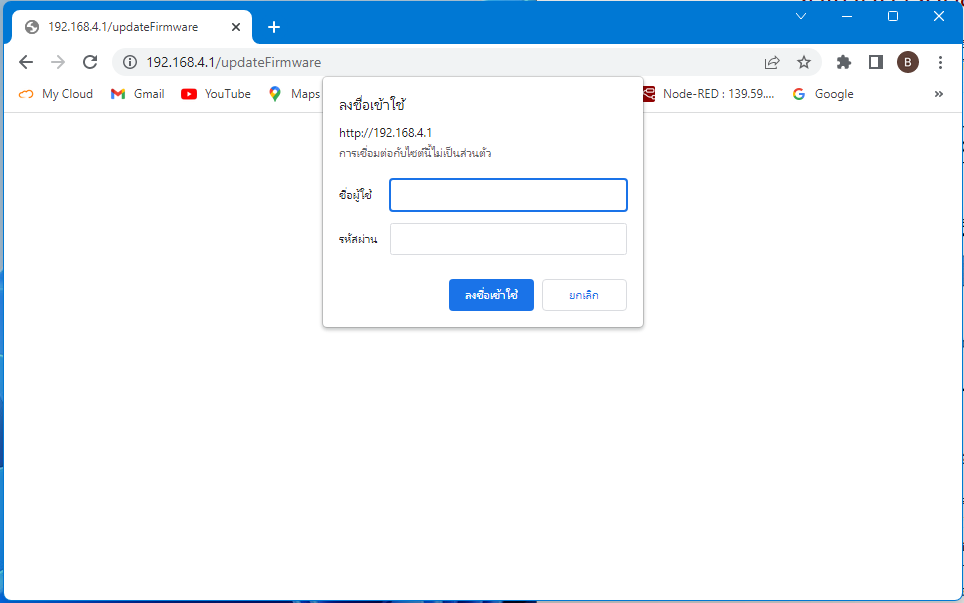 192.168.4.1/updateFirmware
192.168.4.1/updateFirmware
B
My Cloud Gmail YouTube Maps Node-RED : 139.59.... Google »
ลงชื่อเข้าใช้
http://192.168.4.1
การเชื่อมต่อกับไซต์นี้ไม่เป็นส่วนตัว
ชื่อผู้ใช้
รหัสผ่าน
ลงชื่อเข้าใช้ ยกเลิก